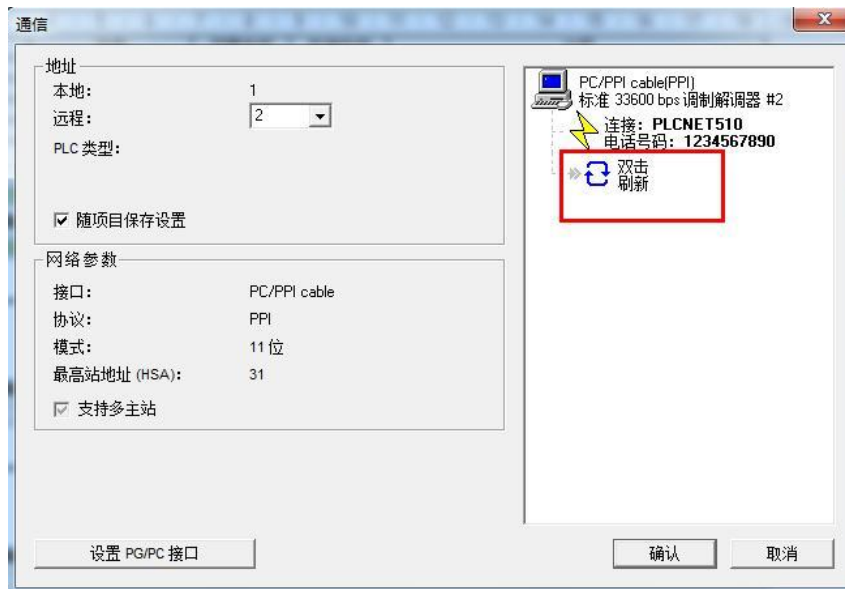 通信
地址
本地： 1
远程： 2
PLC 类型：
随项目保存设置
网络参数
接口： PC/PPI cable
协议： PPI
模式： 11 位
最高站地址 (HSA)： 31
支持多主站
设置 PG/PC 接口
PC/PPI cable(PPI)
标准 33600 bps 调制解调器 #2
连接：PLCNET510
电话号码：1234567890
双击
刷新
确认
取消